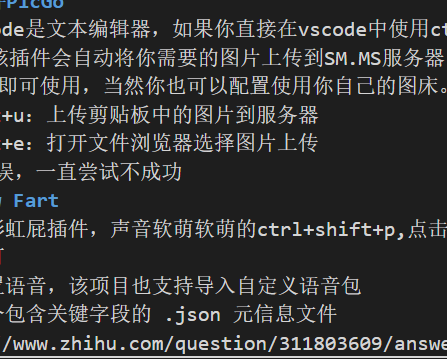 PicGo
ode是文本编辑器，如果你直接在vscode中使用ct
该插件会自动将你需要的图片上传到SM.MS服务器
即可使用，当然你也可以配置使用你自己的图床。
+u：上传剪贴板中的图片到服务器
+e：打开文件浏览器选择图片上传
误，一直尝试不成功
Fart
彩虹屁插件，声音软萌软萌的ctrl+shift+p,点击
置语音，该项目也支持导入自定义语音包
个包含关键字段的 .json 元信息文件
/www.zhihu.com/question/311803609/answe